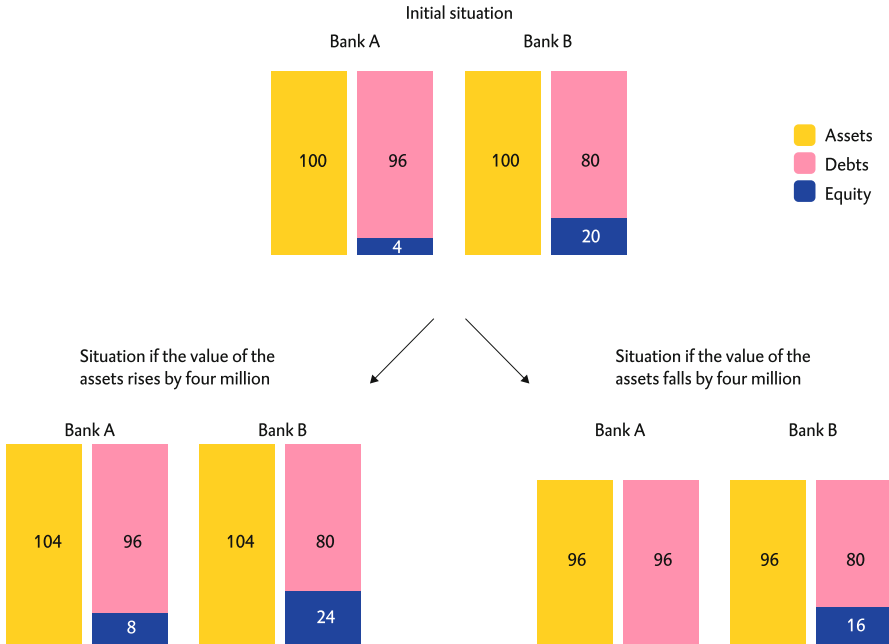 Initial situation
Bank A
Bank B
100
96
4
100
80
20
Assets
Debts
Equity
Situation if the value of the
assets rises by four million
Situation if the value of the
assets falls by four million
Bank A
Bank B
104
96
8
104
80
24
Bank A
Bank B
96
96
96
80
16